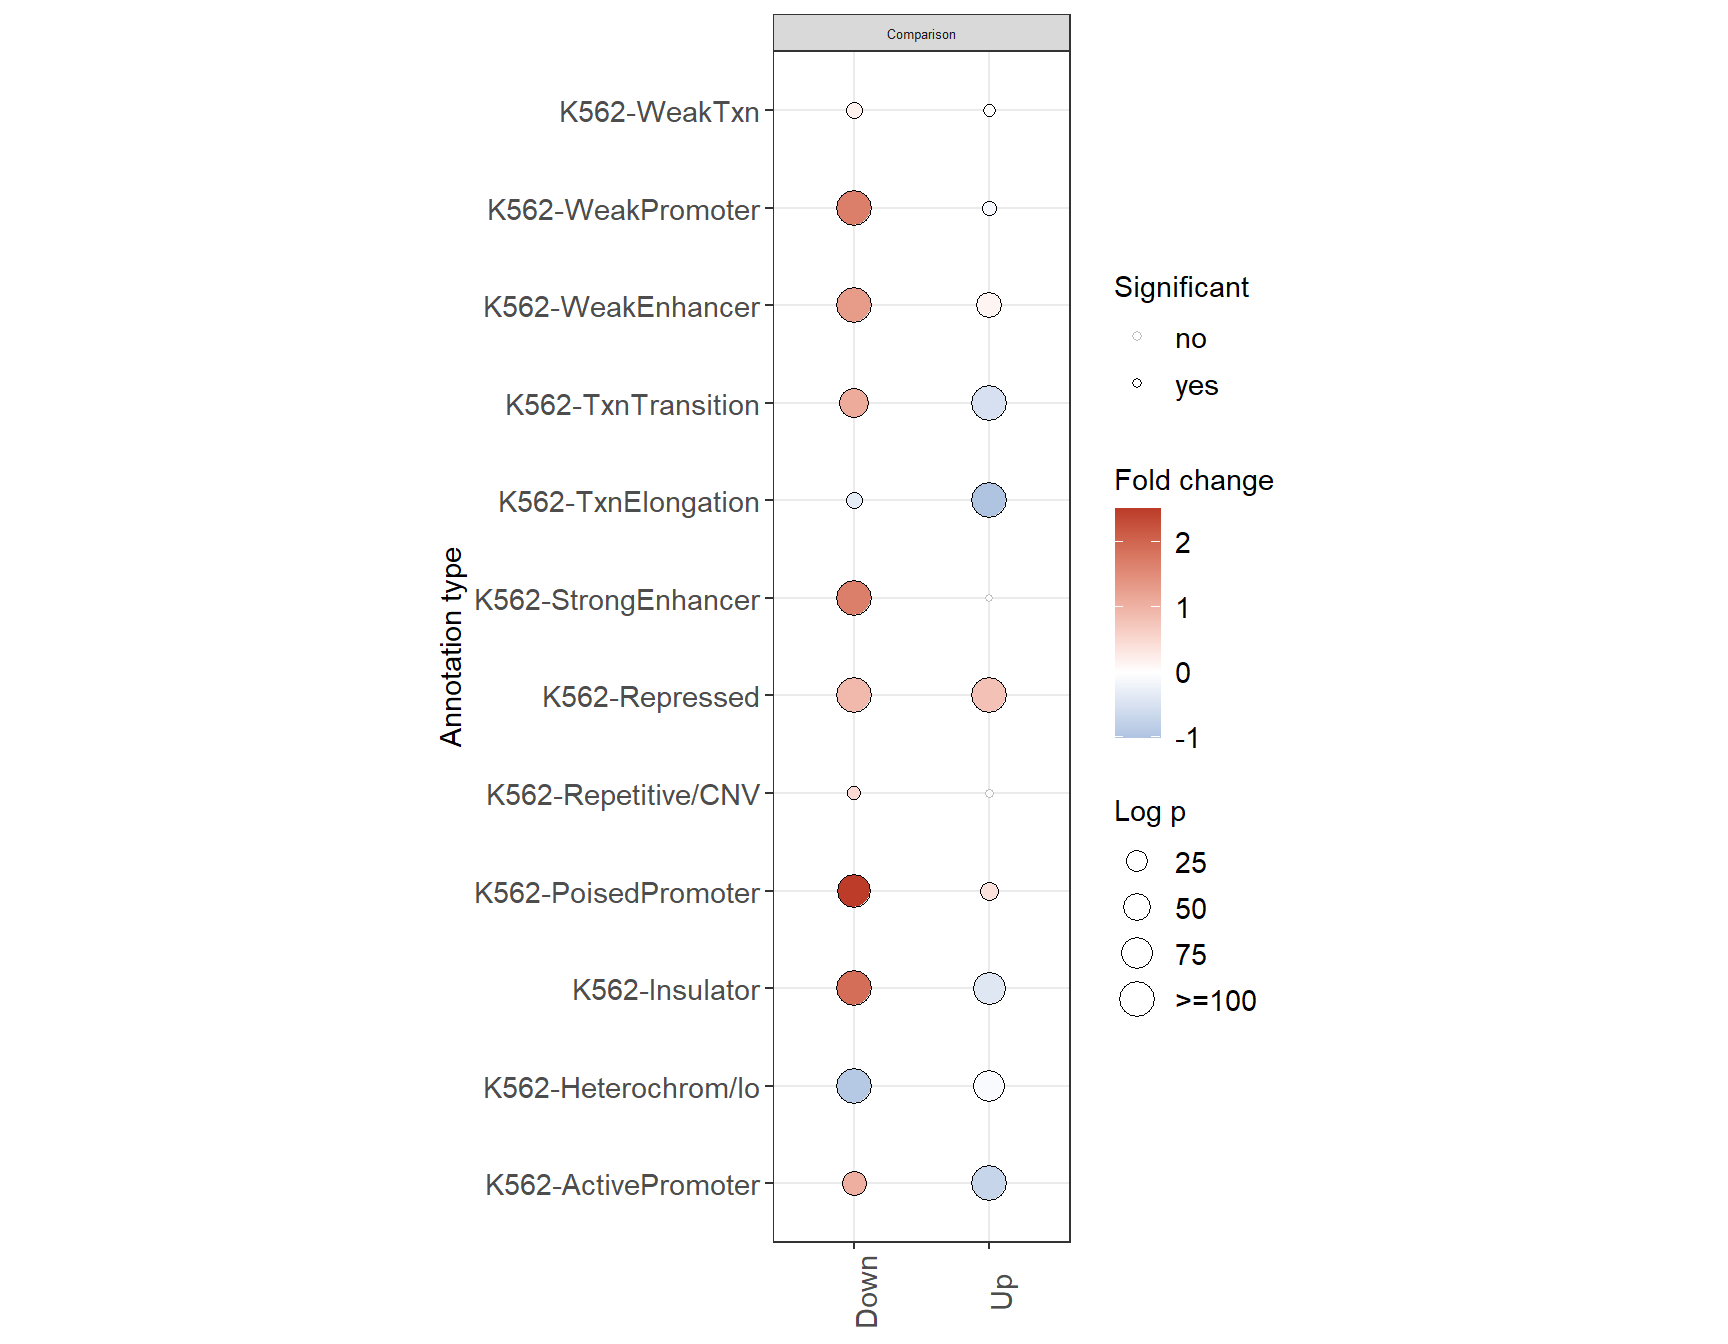 Comparison
K562-WeakTxn
K562-WeakPromoter
K562-WeakEnhancer
K562-TxnTransition
K562-TxnElongation
K562-StrongEnhancer
K562-Repressed
K562-Repetitive/CNV
K562-PoisedPromoter
K562-Insulator
K562-Heterochrom/lo
K562-ActivePromoter
Annotation type
Down
Up
Significant
no
yes
Fold change
2
1
0
-1
Log p
25
50
75
>=100